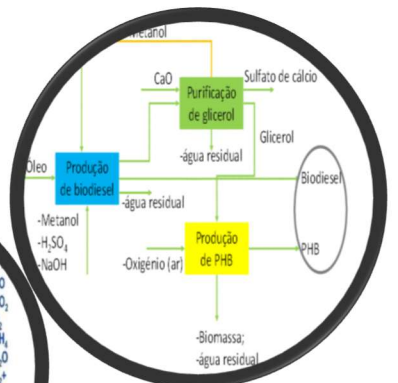 Metanol
CaO
Sulfato de cálcio
Purificação
de glicerol
Glicerol
-água residual
Óleo
Produção
de biodiesel
Biodiesel
-água residual
-Metanol
-H₂SO₄
-NaOH
Produção
de PHB
-Oxigénio (ar)
PHB
-Biomassa;
-água residual